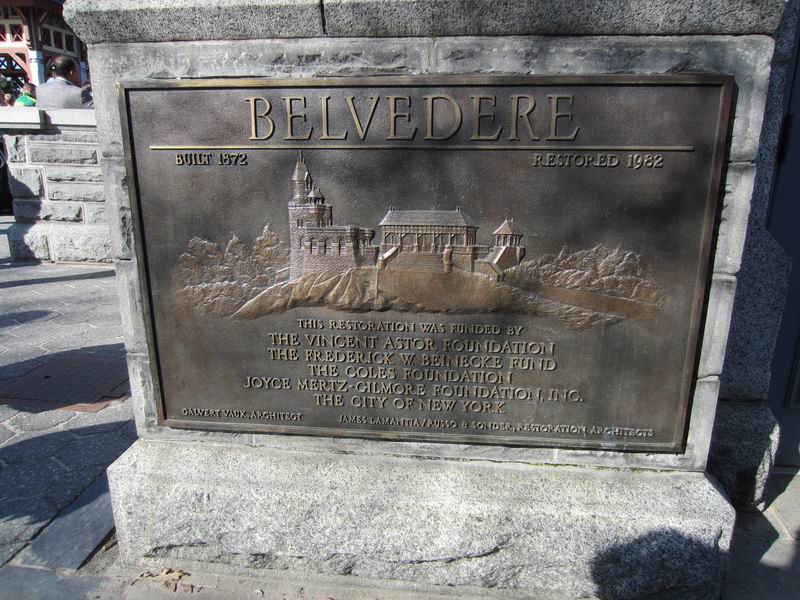 BELVEDERE
BUILT 1872
RESTORED 1982
THIS RESTORATION WAS FUNDED BY
THE VINCENT ASTOR FOUNDATION
THE FREDERICK W. BEINECKE FUND
THE COLES FOUNDATION
JOYCE MERTZ-GILMORE FOUNDATION, INC.
THE CITY OF NEW YORK
CALVERT VAUX, ARCHITECT
JAMES LAMANTIA/RUSSO & SONDER, RESTORATION ARCHITECTS